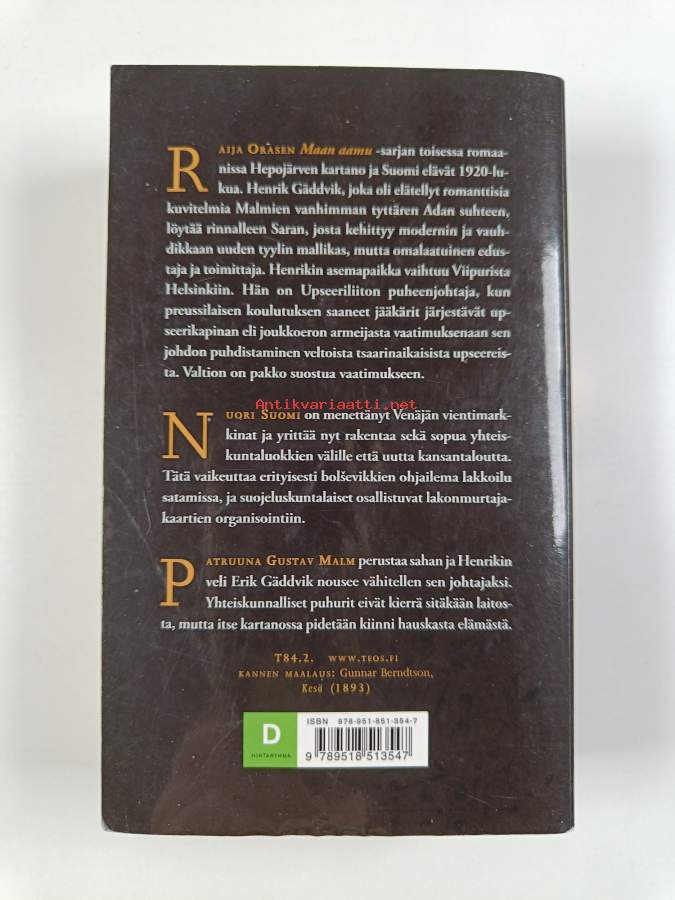 RAIJA ORASEN Maan aamu -sarjan toisessa romaa-
nissa Hepojärven kartano ja Suomi elävät 1920-lu-
kua. Henrik Gäddvik, joka oli elätellyt romanttisia
kuvitelmia Malmien vanhimman tyttären Adan suhteen,
löytää rinnalleen Saran, josta kehittyy modernin ja vauh-
dikkaan uuden tyylin mallikas, mutta omalaatuinen edus-
taja ja toimittaja. Henrikin asemapaikka vaihtuu Viipurista
Helsinkiin. Hän on Upseeriliiton puheenjohtaja, kun
preussilaisen koulutuksen saaneet jääkärit järjestävät up-
seerikapinan eli joukkoeron armeijasta vaatimuksenaan sen
johdon puhdistaminen veltoista tsaarinaikaisista upseereis-
ta. Valtion on pakko suostua vaatimukseen.
Antikvariaatti.net
NUORI SUOMI on menettänyt Venäjän vientimark-
kinat ja yrittää nyt rakentaa sekä sopua yhteis-
kuntaluokkien välille että uutta kansantaloutta.
Tätä vaikeuttaa erityisesti bolševikkien ohjailema lakkoilu
satamissa, ja suojeluskuntalaiset osallistuvat lakonmurtaja-
kaartien organisointiin.
PATRUUNA GUSTAV MALM perustaa sahan ja Henrikin
veli Erik Gäddvik nousee vähitellen sen johtajaksi.
Yhteiskunnalliset puhurit eivät kierrä sitäkään laitos-
ta, mutta itse kartanossa pidetään kiinni hauskasta elämästä.
T84.2. WWW.TEOS.FI
KANNEN MAALAUS: Gunnar Berndtson,
Kesä (1893)
D
HINTARYHMÄ
ISBN 978-951-851-354-7
9 789518 513547